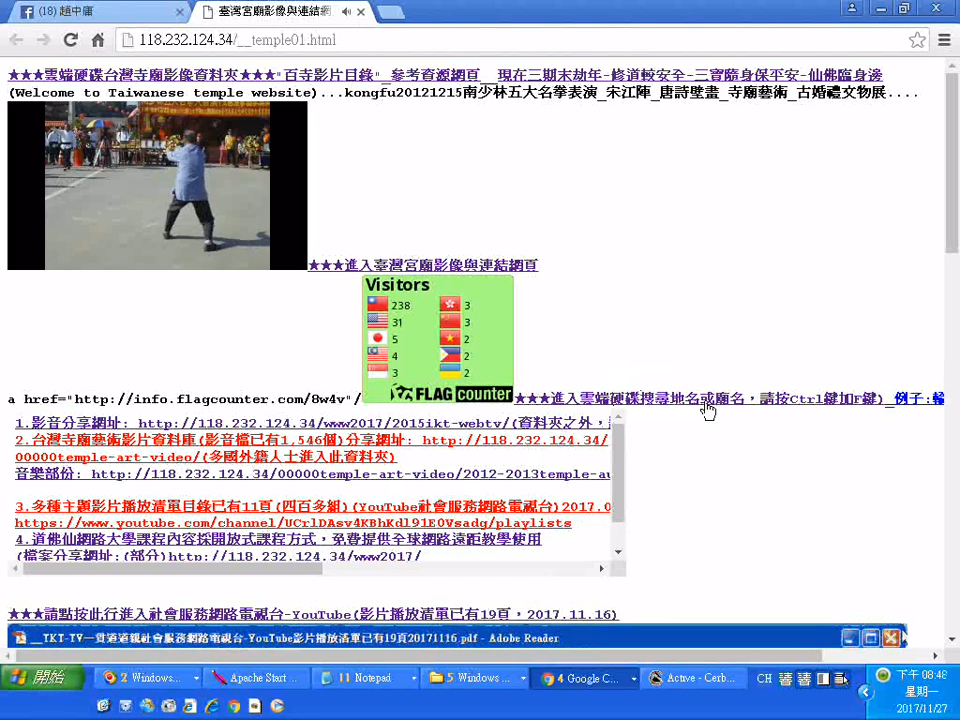 (18) 趙中庸
臺灣宮廟影像與連結網
118.232.124.34/__temple01.html
★★★雲端硬碟台灣寺廟影像資料夾★★★"百寺影片目錄"_參考資源網頁__現在三期末劫年-修道較安全-三寶隨身保平安-仙佛臨身邊
(Welcome to Taiwanese temple website)...kongfu20121215南少林五大名拳表演_宋江陣_唐詩壁畫_寺廟藝術_古婚禮文物展....
★★★進入臺灣宮廟影像與連結網頁
Visitors
238 3
31 3
5 2
4 2
3 2
FLAG counter
a href="http://info.flagcounter.com/8w4v"/
★★★進入雲端硬碟搜尋地名或廟名，請按Ctrl鍵加F鍵)_例子:輪
1.影音分享網址: http://118.232.124.34/www2017/2015ikt-webtv/(資料夾之外，
2.台灣寺廟藝術影片資料庫(影音檔已有1,546個)分享網址: http://118.232.124.34/
00000temple-art-video/(多國外籍人士進入此資料夾)
音樂部份: http://118.232.124.34/00000temple-art-video/2012-2013temple-au
3.多種主題影片播放清單目錄已有11頁(四百多組)(YouTube社會服務網路電視台)2017.0
https://www.youtube.com/channel/UCrlDAsv4KBhKdl91E0Vsadg/playlists
4.道佛仙網路大學課程內容採開放式課程方式，免費提供全球網路遠距教學使用
(檔案分享網址:(部分)http://118.232.124.34/www2017/
★★★請點按此行進入社會服務網路電視台-YouTube(影片播放清單已有19頁，2017.11.16)
__TKT-TV—貫道道親社會服務網路電視台-YouTube影片播放清單已有19頁20171116.pdf - Adobe Reader
開始
2 Windows...
Apache Start ...
11 Notepad
5 Windows ...
4 Google C...
Active - Cerb...
CH
下午 08:48
星期一
2017/11/27